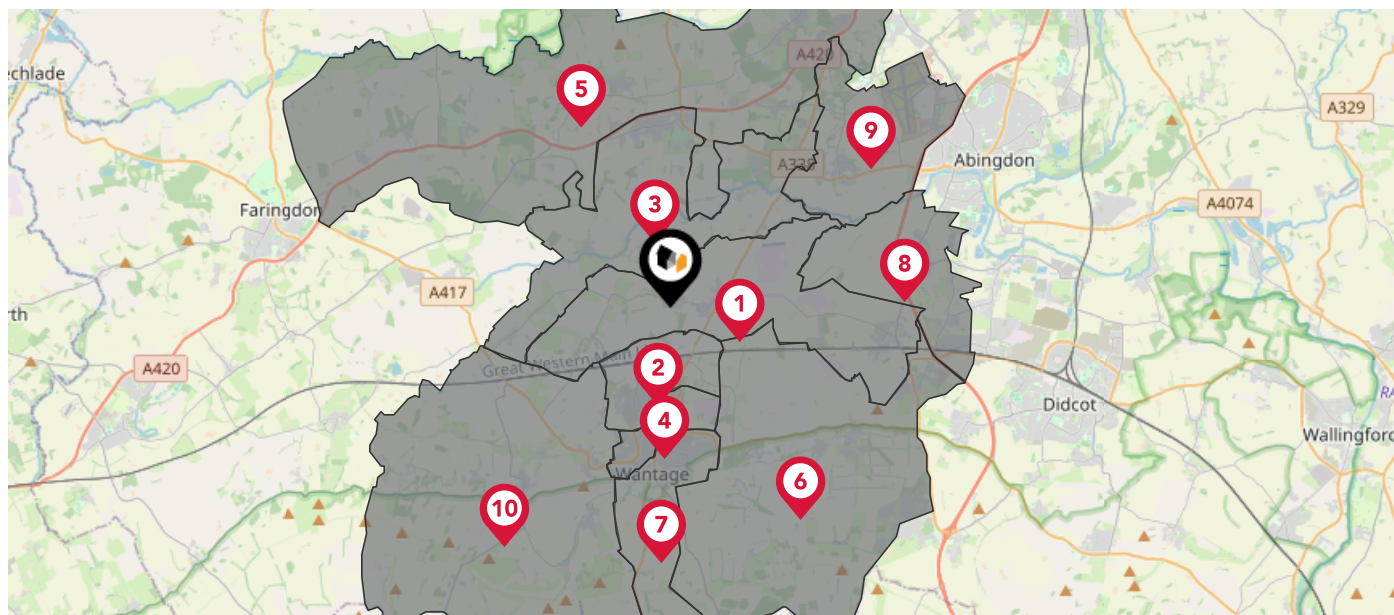 A420
echlade
5
A329
9
A338
Abingdon
A4074
Faringdon
3
8
A417
1
rth
Great Western Main
2
A420
RA
Didcot
4
Wallingford
Wantage
6
10
7